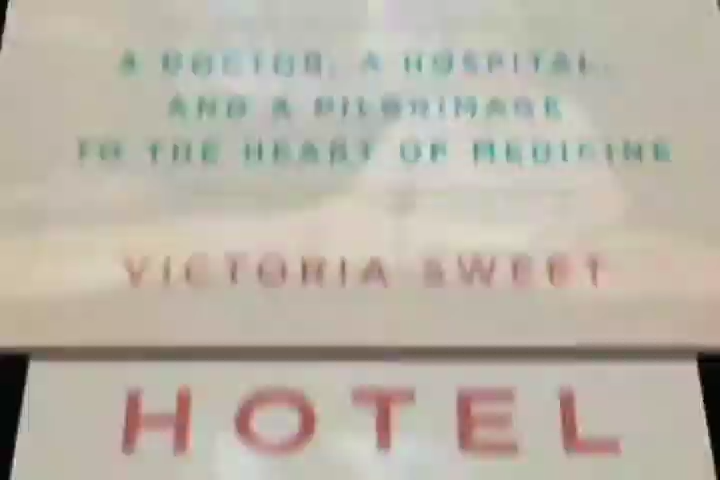 A DOCTOR, A HOSPITAL,
AND A PILGRIMAGE
TO THE HEART OF MEDICINE
VICTORIA SWEET
HOTEL